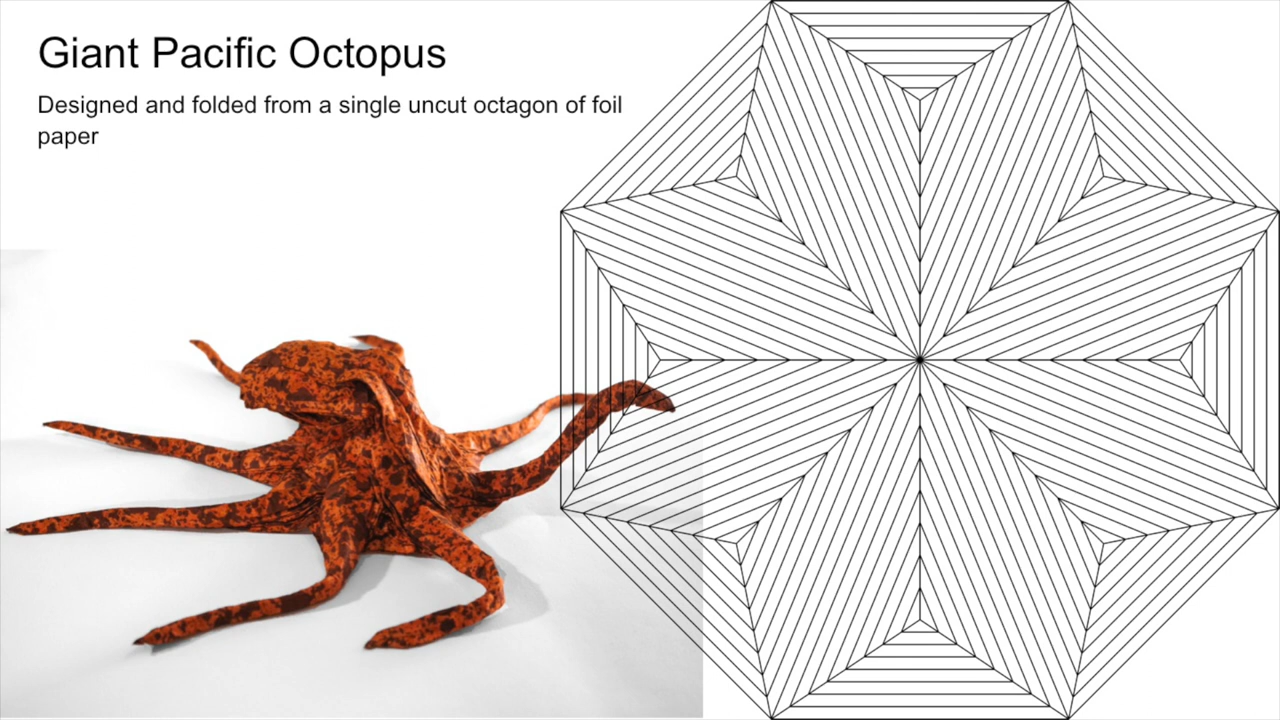 Giant Pacific Octopus
Designed and folded from a single uncut octagon of foil
paper